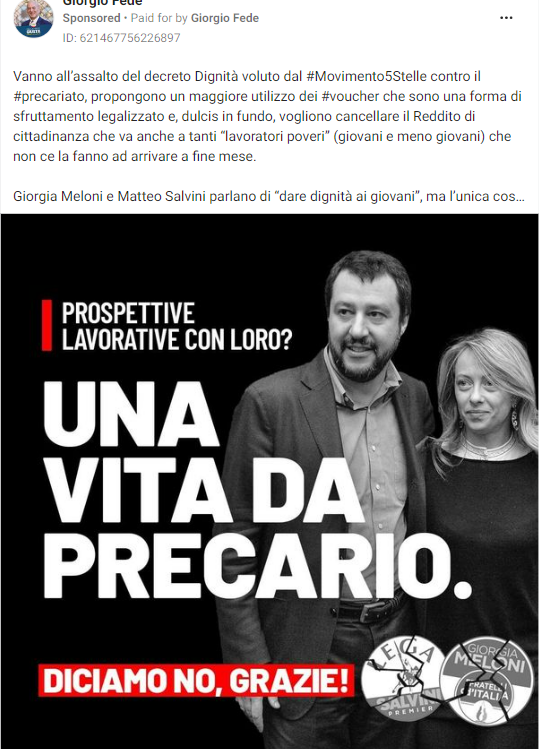 Giorgio Fede
Sponsored • Paid for by Giorgio Fede
ID: 621467756226897
Vanno all’assalto del decreto Dignità voluto dal #Movimento5Stelle contro il
#precariato, propongono un maggiore utilizzo dei #voucher che sono una forma di
sfruttamento legalizzato e, dulcis in fundo, vogliono cancellare il Reddito di
cittadinanza che va anche a tanti “lavoratori poveri” (giovani e meno giovani) che
non ce la fanno ad arrivare a fine mese.
Giorgia Meloni e Matteo Salvini parlano di “dare dignità ai giovani”, ma l’unica cos...
PROSPETTIVE
LAVORATIVE CON LORO?
UNA
VITA DA
PRECARIO.
DICIAMO NO, GRAZIE!
LEGA
SALVINI
PREMIER
GIORGIA
MELONI
FRATELLI
D'ITALIA